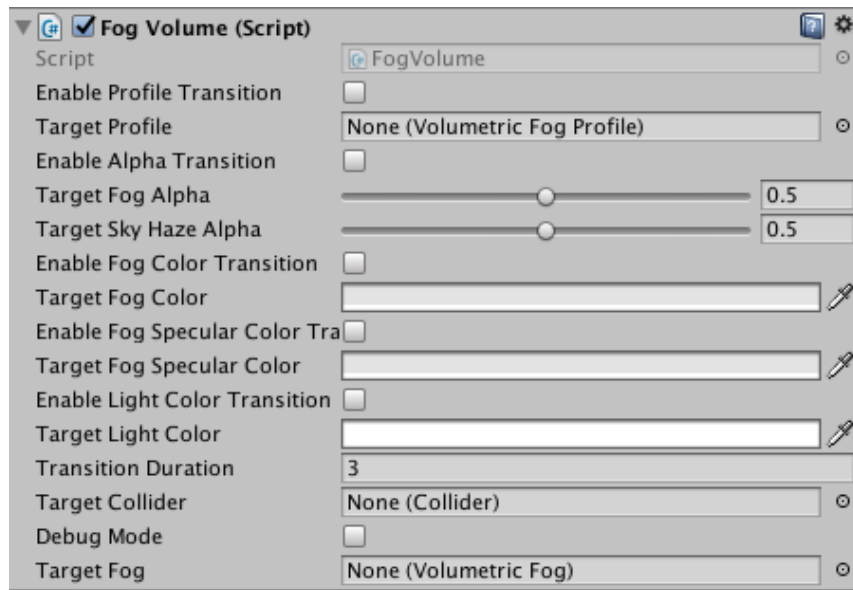 Fog Volume (Script)
Script FogVolume
Enable Profile Transition
Target Profile None (Volumetric Fog Profile)
Enable Alpha Transition
Target Fog Alpha 0.5
Target Sky Haze Alpha 0.5
Enable Fog Color Transition
Target Fog Color
Enable Fog Specular Color Tra
Target Fog Specular Color
Enable Light Color Transition
Target Light Color
Transition Duration 3
Target Collider None (Collider)
Debug Mode
Target Fog None (Volumetric Fog)